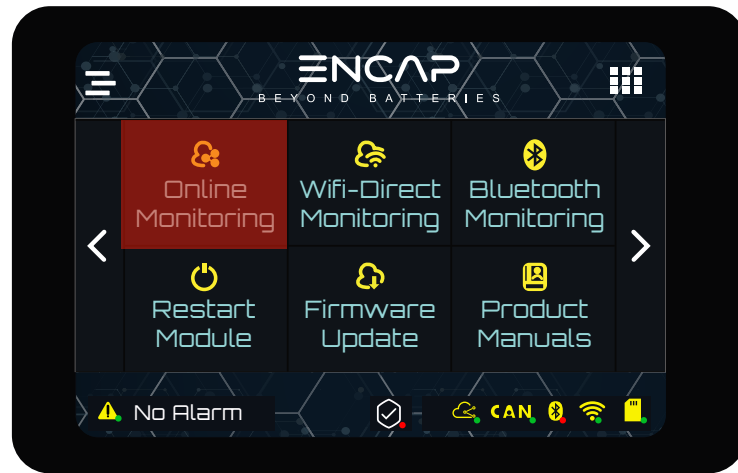 ENCAP
BEYOND BATTERIES
Online
Monitoring
Wifi-Direct
Monitoring
Bluetooth
Monitoring
Restart
Module
Firmware
Update
Product
Manuals
No Alarm
CAN